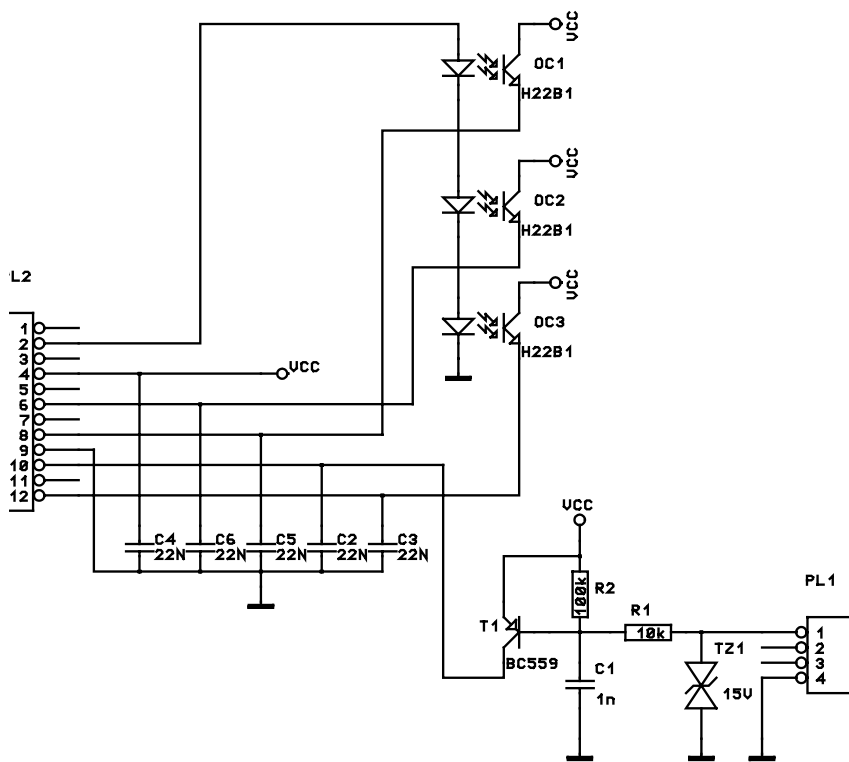 VCC
OC1
H22B1
VCC
OC2
H22B1
PL2
VCC
OC3
H22B1
1
2
3
4
VCC
5
6
7
8
9
10
11
12
VCC
C4
22N
C6
22N
C5
22N
C2
22N
C3
22N
100k
R2
PL1
T1
R1
10k
1
BC559
TZ1
2
C1
3
1n
15V
4